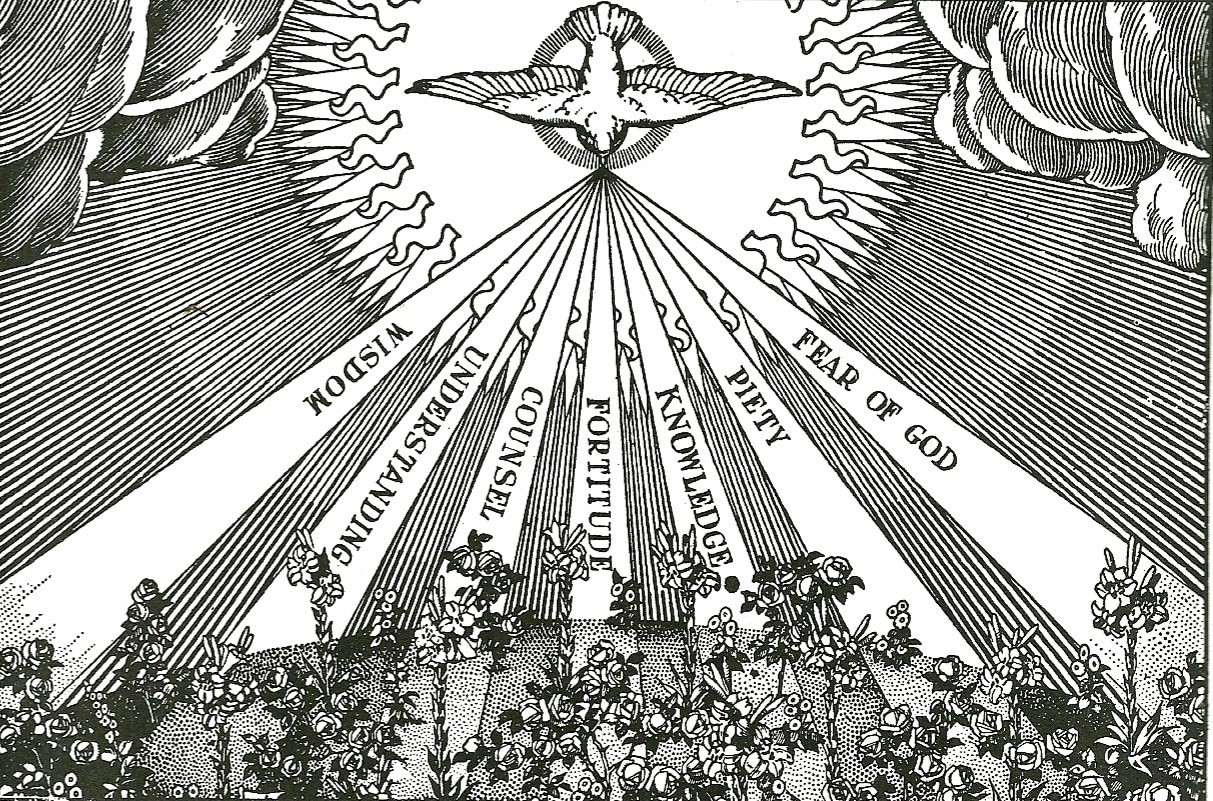 WISDOM
UNDERSTANDING
COUNSEL
FORTITUDE
KNOWLEDGE
PIETY
FEAR OF GOD